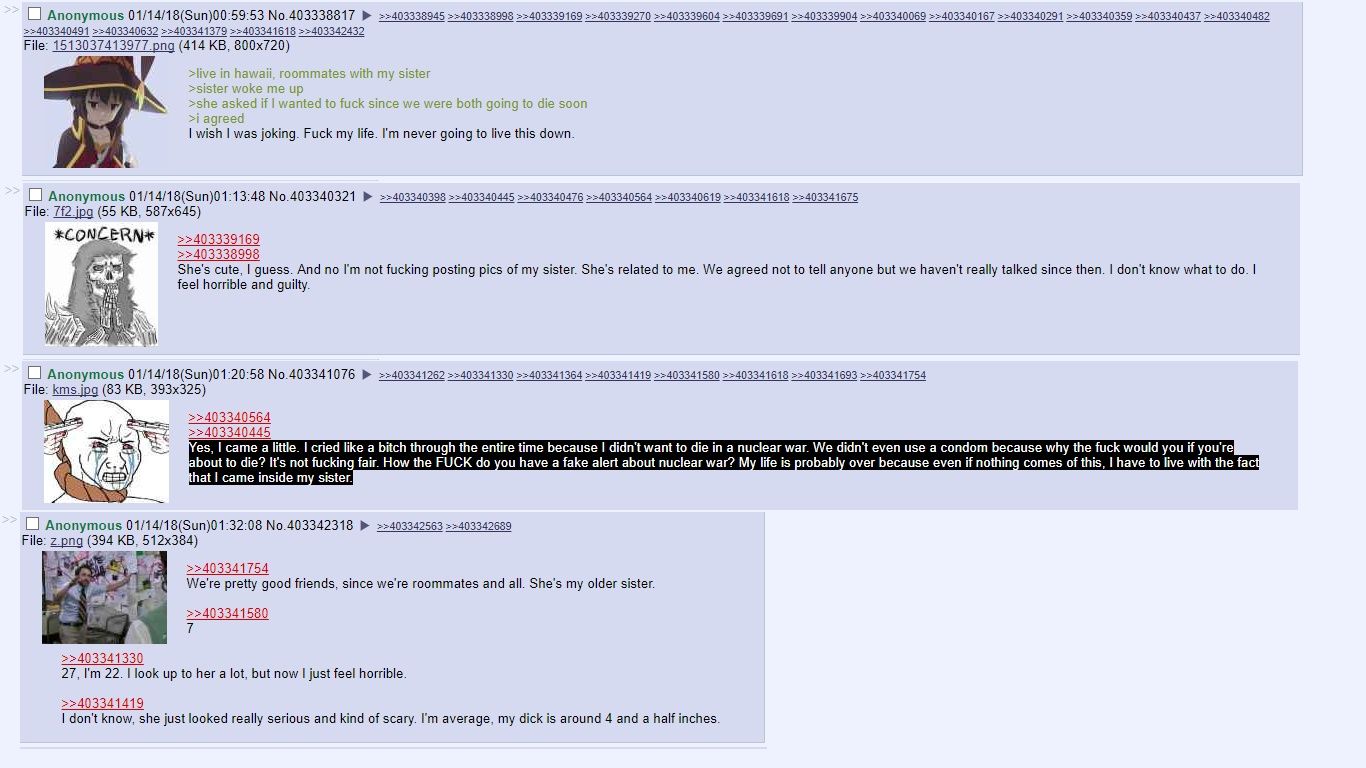 >> Anonymous 01/14/18(Sun)00:59:53 No.403338817 ▶ >>403338945 >>403338998 >>403339169 >>403339270 >>403339604 >>403339691 >>403339904 >>403340069 >>403340167 >>403340291 >>403340359 >>403340437 >>403340482
>>403340491 >>403340632 >>403341379 >>403341618 >>403342432
File: 1513037413977.png (414 KB, 800x720)
>live in hawaii, roommates with my sister
>sister woke me up
>she asked if I wanted to fuck since we were both going to die soon
>i agreed
I wish I was joking. Fuck my life. I'm never going to live this down.
>> Anonymous 01/14/18(Sun)01:13:48 No.403340321 ▶ >>403340398 >>403340445 >>403340476 >>403340564 >>403340619 >>403341618 >>403341675
File: 7f2.jpg (55 KB, 587x645)
*CONCERN*
>>403339169
>>403338998
She's cute, I guess. And no I'm not fucking posting pics of my sister. She's related to me. We agreed not to tell anyone but we haven't really talked since then. I don't know what to do. I
feel horrible and guilty.
>> Anonymous 01/14/18(Sun)01:20:58 No.403341076 ▶ >>403341262 >>403341330 >>403341364 >>403341419 >>403341580 >>403341618 >>403341693 >>403341754
File: kms.jpg (83 KB, 393x325)
>>403340564
>>403340445
Yes, I came a little. I cried like a bitch through the entire time because I didn't want to die in a nuclear war. We didn't even use a condom because why the fuck would you if you're
about to die? It's not fucking fair. How the FUCK do you have a fake alert about nuclear war? My life is probably over because even if nothing comes of this, I have to live with the fact
that I came inside my sister.
>> Anonymous 01/14/18(Sun)01:32:08 No.403342318 ▶ >>403342563 >>403342689
File: z.png (394 KB, 512x384)
>>403341754
We're pretty good friends, since we're roommates and all. She's my older sister.
>>403341580
7
>>403341330
27, I'm 22. I look up to her a lot, but now I just feel horrible.
>>403341419
I don't know, she just looked really serious and kind of scary. I'm average, my dick is around 4 and a half inches.